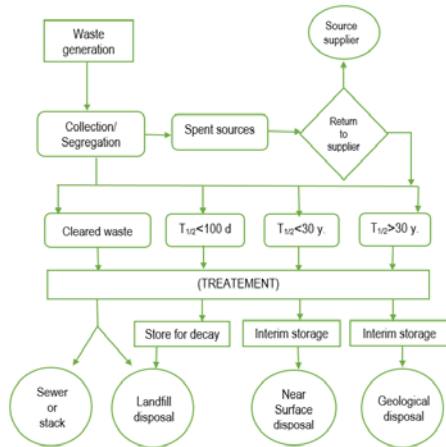 Waste
generation
Source
supplier
Collection/
Segregation
Spent sources
Return
to
supplier
Cleared waste
T1/2<100 d
T1/2<30 y.
T1/2>30 y.
(TREATEMENT)
Store for decay
Interim storage
Interim storage
Sewer
or
stack
Landfill
disposal
Near
Surface
disposal
Geological
disposal